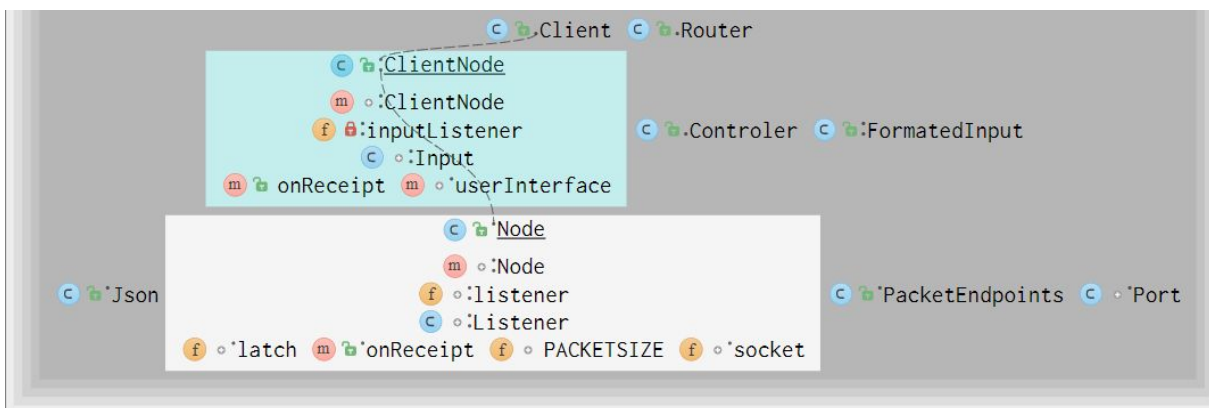 Client Router
ClientNode
ClientNode
inputListener
Input
onReceipt userInterface
Controler FormatedInput
Node
Node
listener
Listener
latch onReceipt PACKETSIZE socket
Json
PacketEndpoints Port